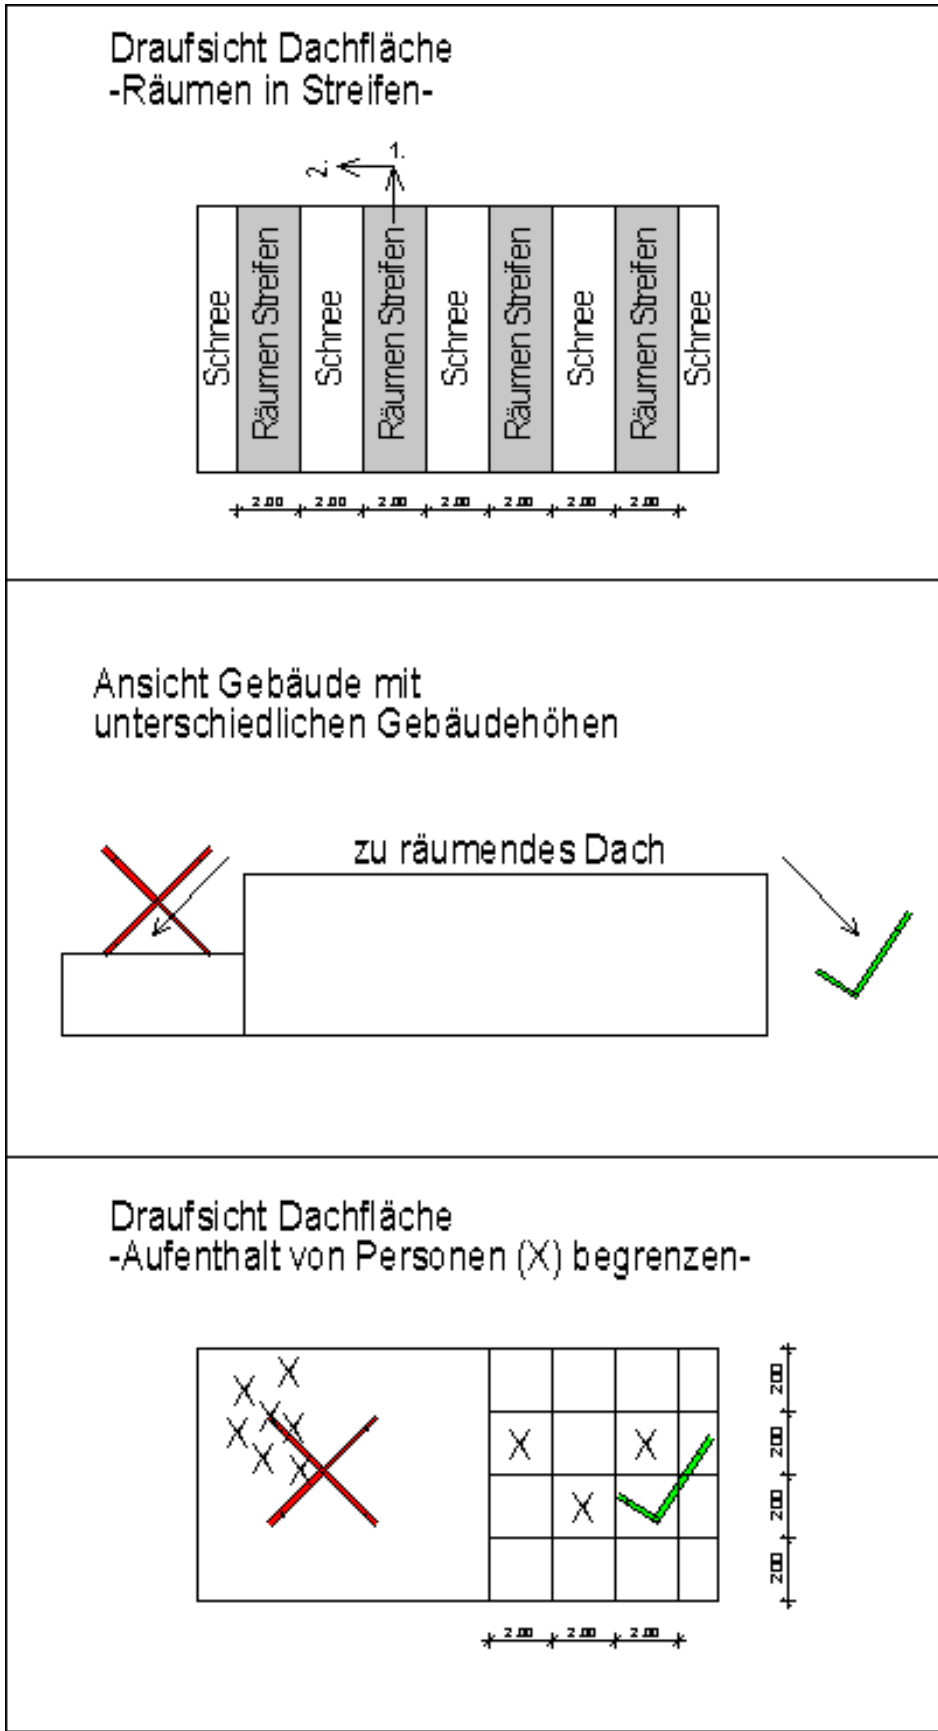 Draufsicht Dachfläche
-Räumen in Streifen-
2. 1.
Schnee Räumen Streifen Schnee Räumen Streifen Schnee Räumen Streifen Schnee Räumen Streifen Schnee
2.00 2.00 2.00 2.00 2.00 2.00 2.00
Ansicht Gebäude mit
unterschiedlichen Gebäudehöhen
zu räumendes Dach
Draufsicht Dachfläche
-Aufenthalt von Personen (X) begrenzen-
X X X X X X X X
X X
X
2.00
2.00
2.00
2.00
2.00 2.00 2.00